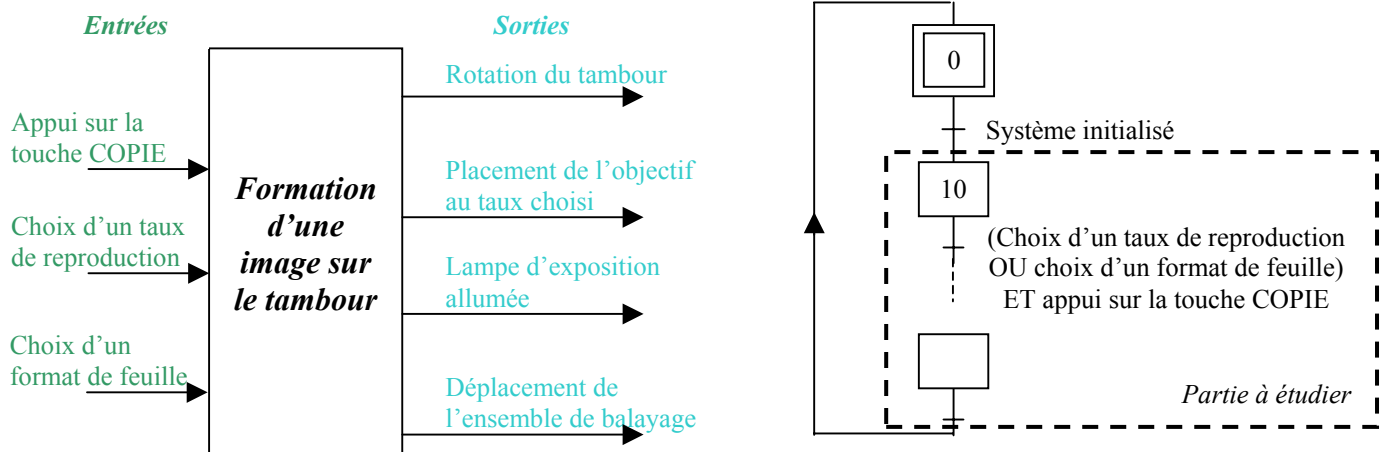 Entrées
Sorties
Appui sur la
touche COPIE
Choix d’un taux
de reproduction
Choix d’un
format de feuille
Formation
d’une
image sur
le tambour
Rotation du tambour
Placement de l’objectif
au taux choisi
Lampe d’exposition
allumée
Déplacement de
l’ensemble de balayage
0
Système initialisé
10
(Choix d’un taux de reproduction
OU choix d’un format de feuille)
ET appui sur la touche COPIE
Partie à étudier